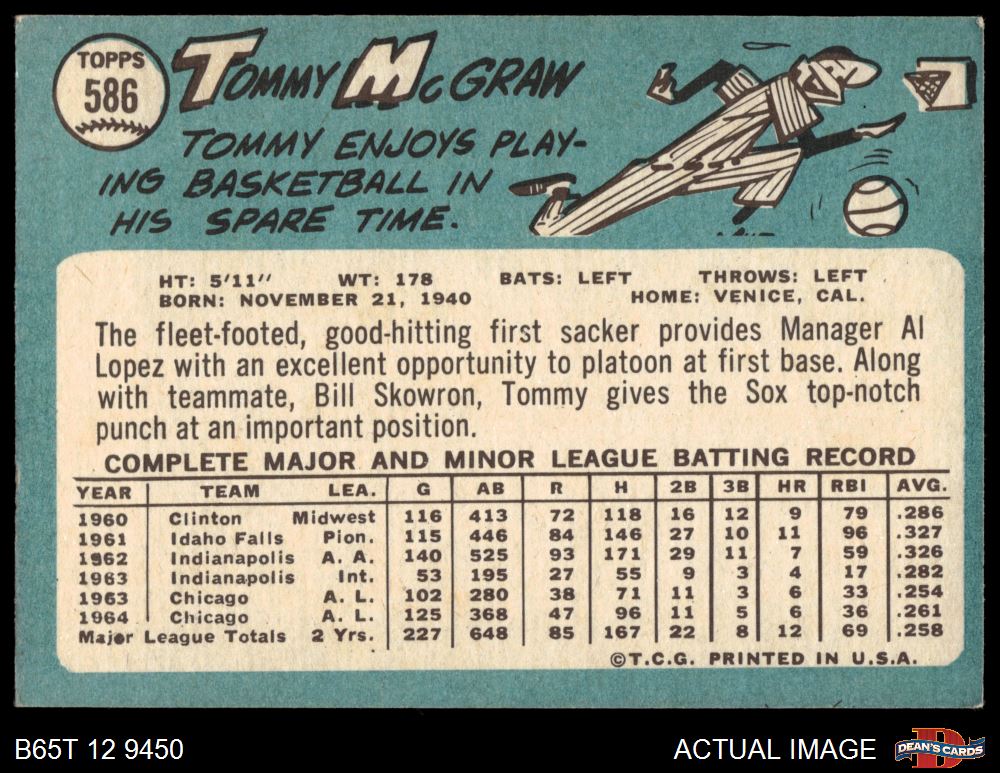 TOPPS
586
TOMMY McGRAW
TOMMY ENJOYS PLAY-
ING BASKETBALL IN
HIS SPARE TIME.
HT: 5'11" WT: 178 BATS: LEFT THROWS: LEFT
BORN: NOVEMBER 21, 1940 HOME: VENICE, CAL.
The fleet-footed, good-hitting first sacker provides Manager Al
Lopez with an excellent opportunity to platoon at first base. Along
with teammate, Bill Skowron, Tommy gives the Sox top-notch
punch at an important position.
COMPLETE MAJOR AND MINOR LEAGUE BATTING RECORD
YEAR TEAM LEA. G AB R H 2B 3B HR RBI AVG.
1960 Clinton Midwest 116 413 72 118 16 12 9 79 .286
1961 Idaho Falls Pion. 115 446 84 146 27 10 11 96 .327
1962 Indianapolis A. A. 140 525 93 171 29 11 7 59 .326
1963 Indianapolis Int. 53 195 27 55 9 3 4 17 .282
1963 Chicago A. L. 102 280 38 71 11 3 6 33 .254
1964 Chicago A. L. 125 368 47 96 11 5 6 36 .261
Major League Totals 2 Yrs. 227 648 85 167 22 8 12 69 .258
©T.C.G. PRINTED IN U.S.A.
B65T 12 9450 ACTUAL IMAGE DEAN'S CARDS